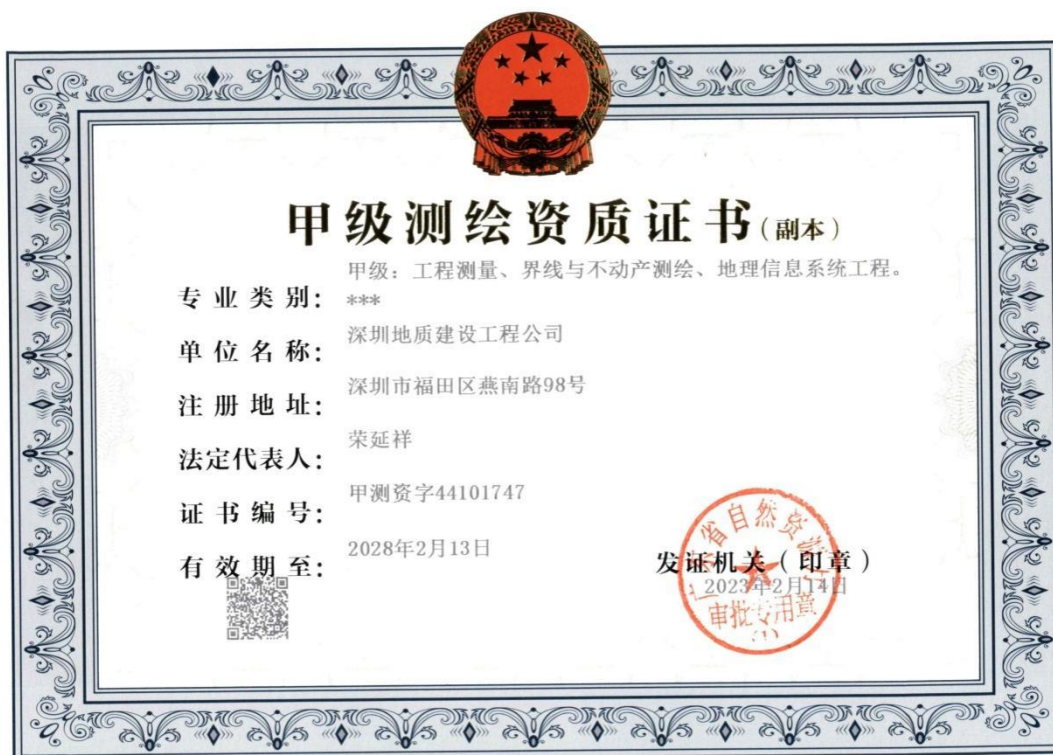 甲级测绘资质证书(副本)
甲级：工程测量、界线与不动产测绘、地理信息系统工程。
专业类别：***
单位名称：深圳地质建设工程公司
注册地址：深圳市福田区燕南路98号
法定代表人：荣延祥
证书编号：甲测资字44101747
有效期至：2028年2月13日
发证机关（印章）
2023年2月14日
广东省自然资源厅
审批专用章
(1)